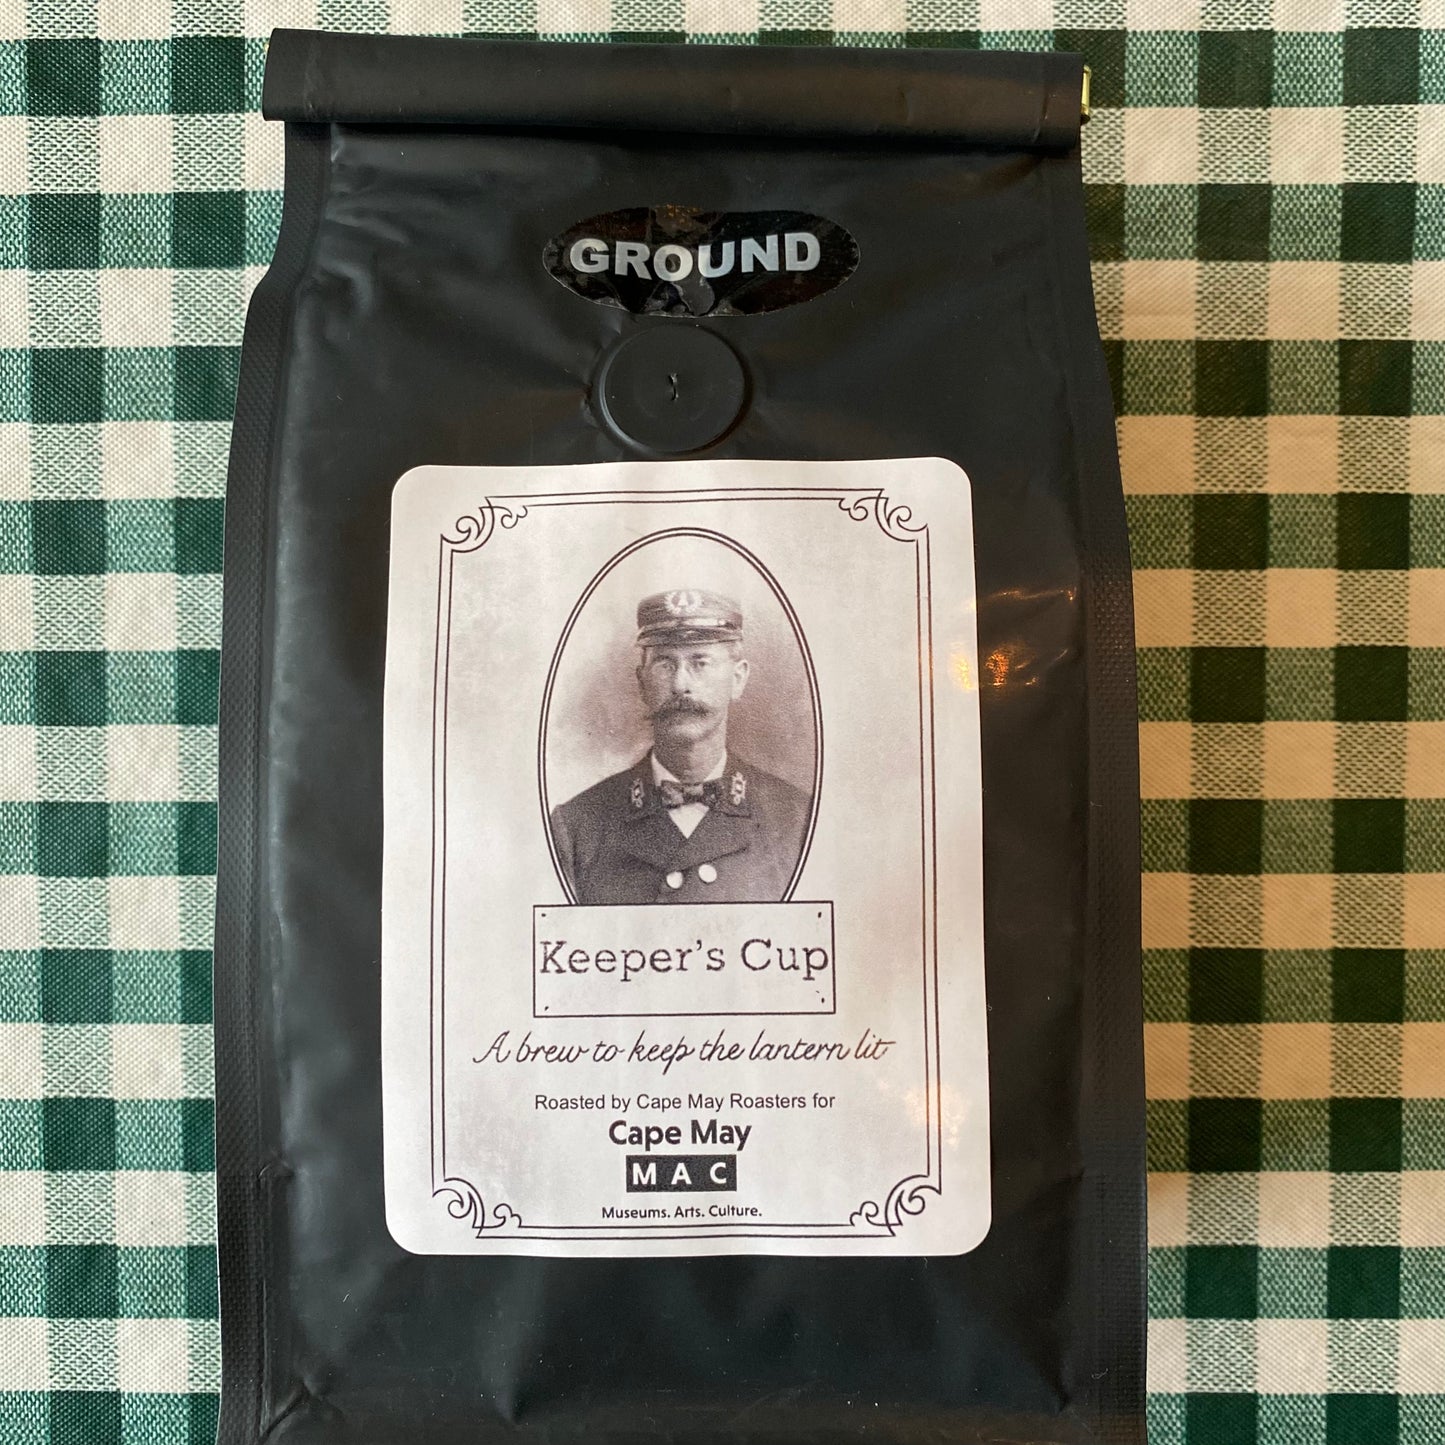 GROUND
Keeper's Cup
A brew to keep the lantern lit
Roasted by Cape May Roasters for
Cape May
MAC
Museums. Arts. Culture.